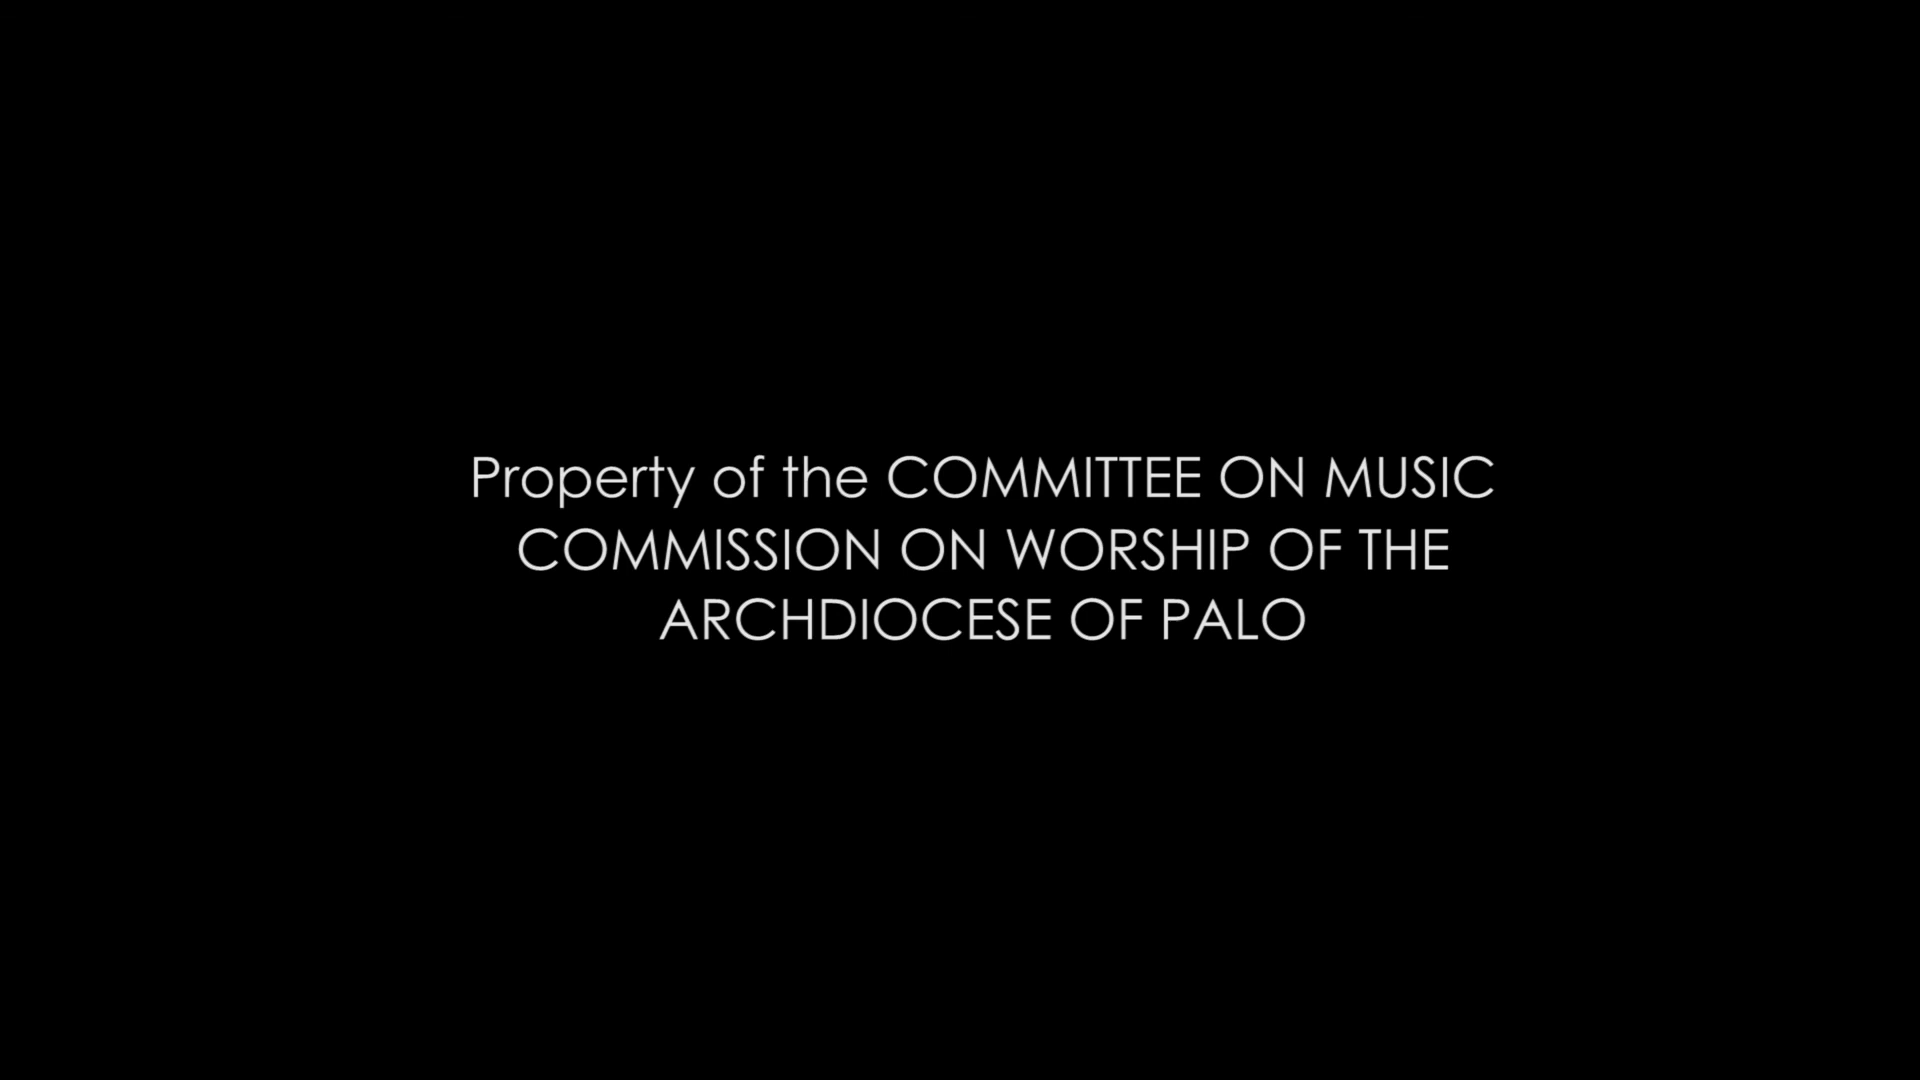 Property of the COMMITTEE ON MUSIC
COMMISSION ON WORSHIP OF THE
ARCHDIOCESE OF PALO